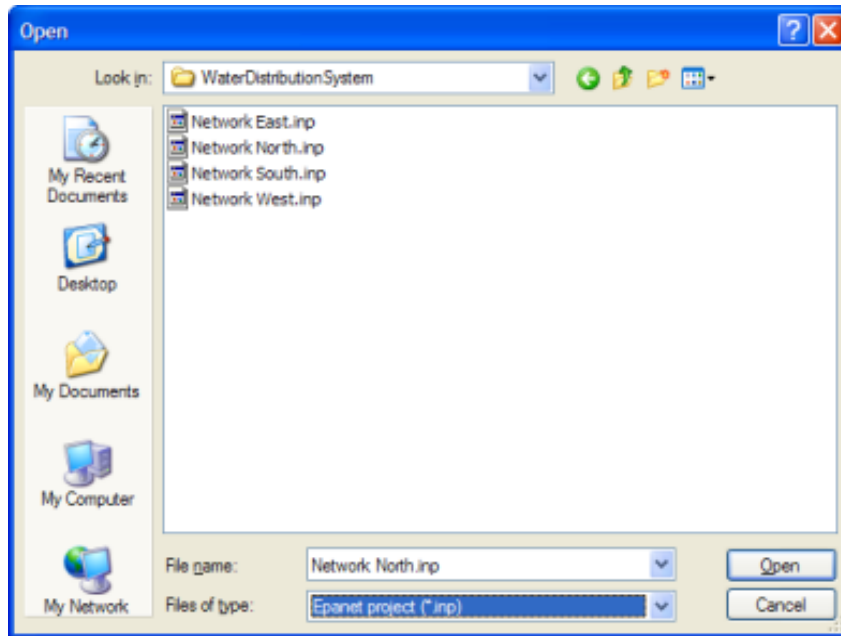 Open
Look in: WaterDistributionSystem
Network East.inp
Network North.inp
Network South.inp
Network West.inp
My Recent
Documents
Desktop
My Documents
My Computer
My Network
File name: Network North.inp Open
Files of type: Epanet project (*.inp) Cancel